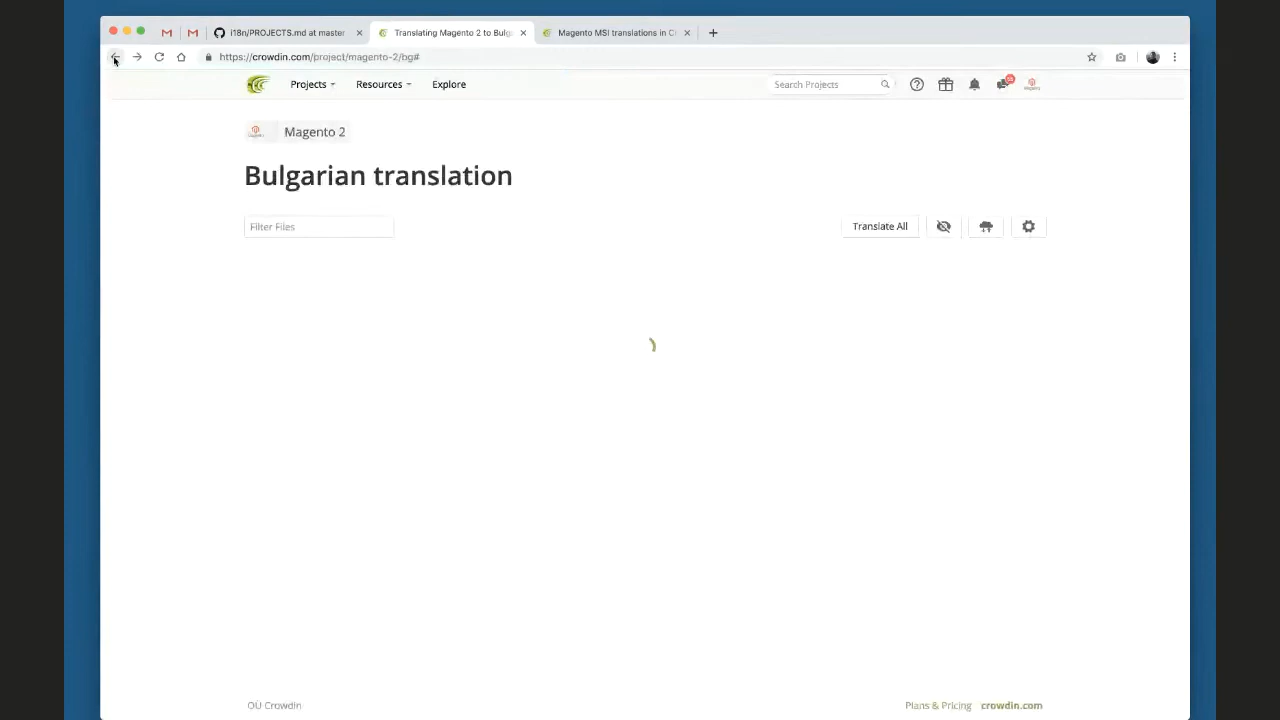 i18n/PROJECTS.md at master
Translating Magento 2 to Bulg
Magento MSI translations in C
https://crowdin.com/project/magento-2/bg#
Projects
Resources
Explore
Search Projects
Magento 2
Bulgarian translation
Filter Files
Translate All
OÜ Crowdin
Plans & Pricing
crowdin.com